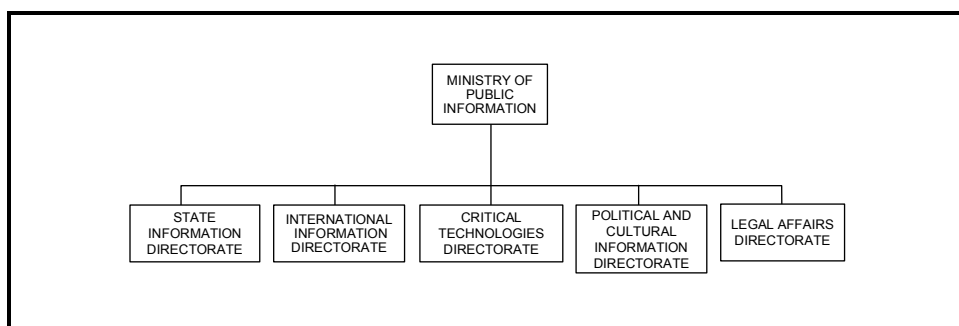 MINISTRY OF
PUBLIC
INFORMATION
STATE
INFORMATION
DIRECTORATE
INTERNATIONAL
INFORMATION
DIRECTORATE
CRITICAL
TECHNOLOGIES
DIRECTORATE
POLITICAL AND
CULTURAL
INFORMATION
DIRECTORATE
LEGAL AFFAIRS
DIRECTORATE